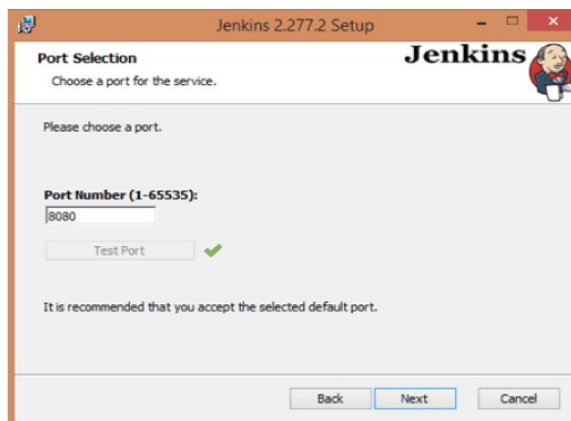 Jenkins 2.277.2 Setup
Port Selection
Jenkins
Choose a port for the service.
Please choose a port.
Port Number (1-65535):
8080
Test Port
It is recommended that you accept the selected default port.
Back
Next
Cancel